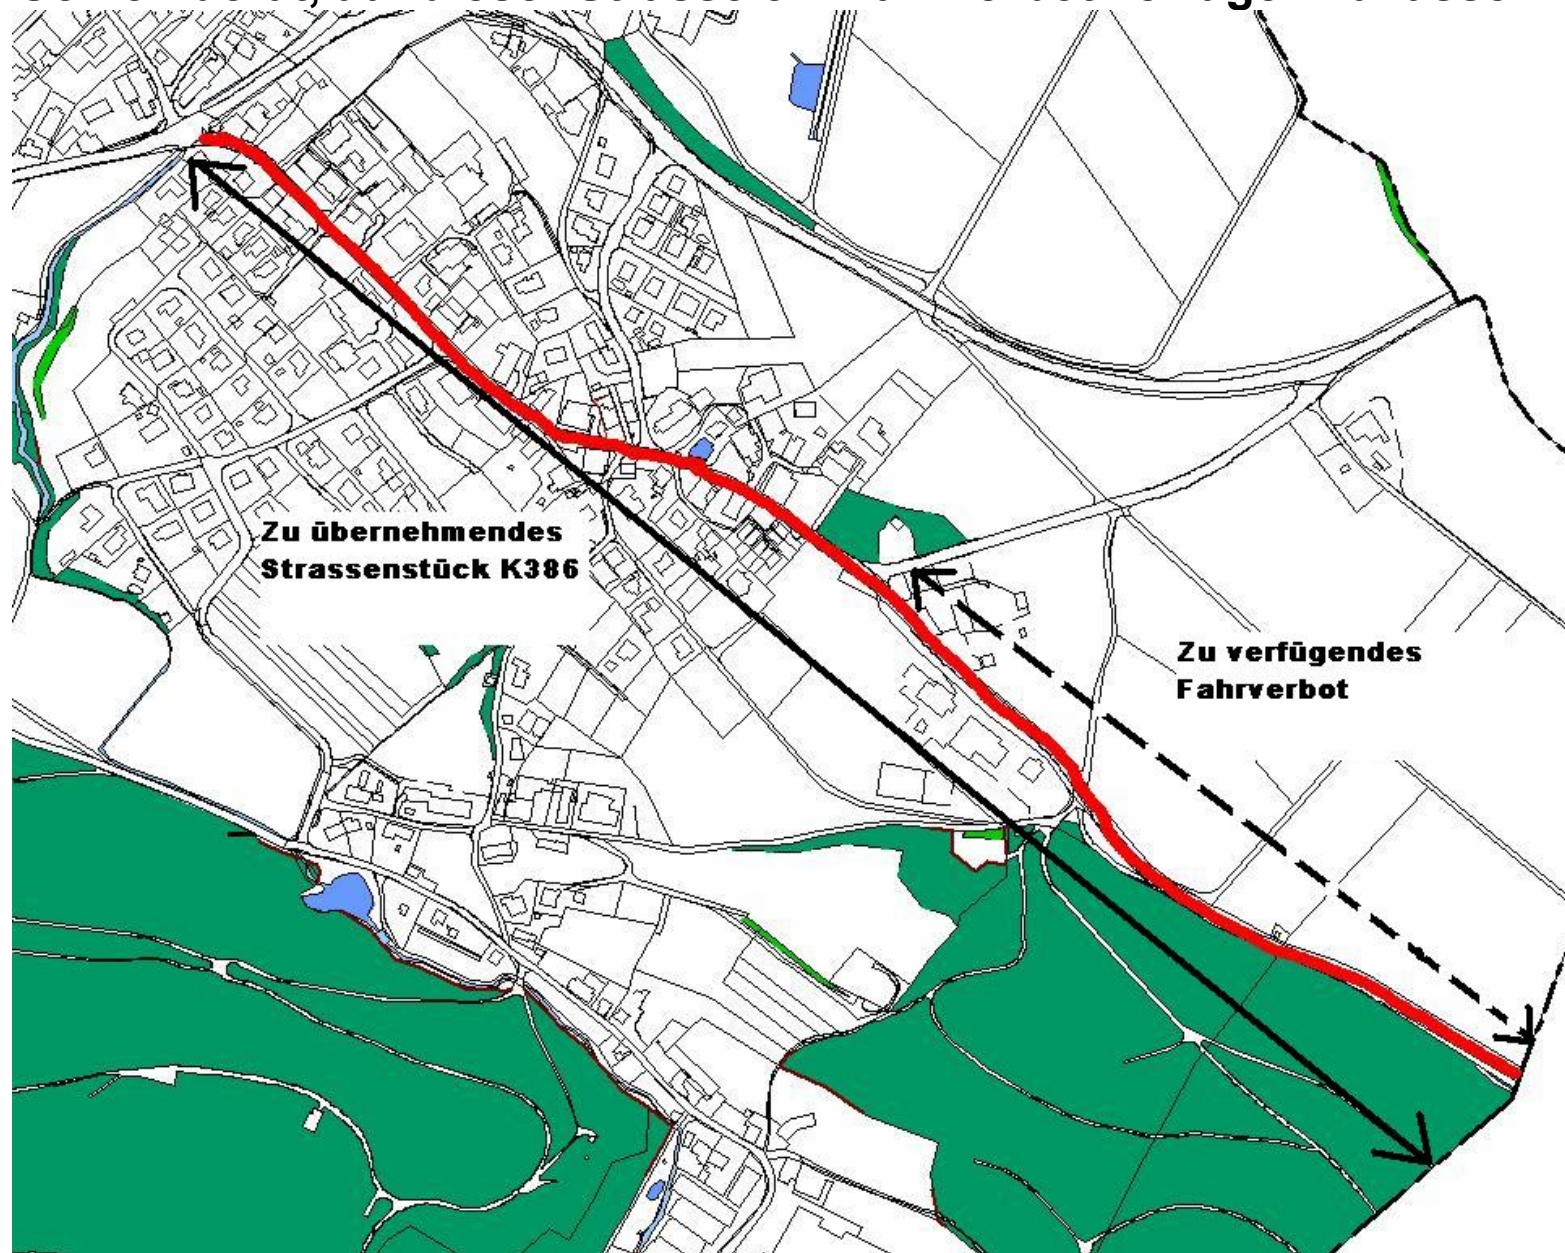 Zu übernehmendes
Strassenstück K386
Zu verfügendes
Fahrverbot